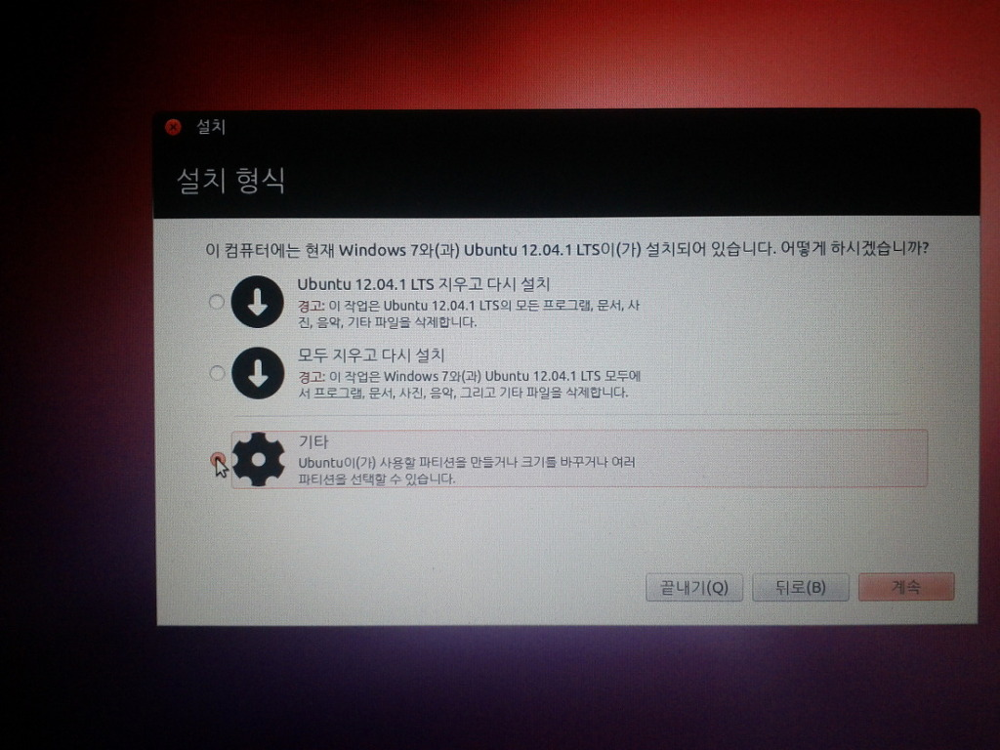 설치
설치 형식
이 컴퓨터에는 현재 Windows 7와(과) Ubuntu 12.04.1 LTS이(가) 설치되어 있습니다. 어떻게 하시겠습니까?
Ubuntu 12.04.1 LTS 지우고 다시 설치
경고: 이 작업은 Ubuntu 12.04.1 LTS의 모든 프로그램, 문서, 사
진, 음악, 기타 파일을 삭제합니다.
모두 지우고 다시 설치
경고: 이 작업은 Windows 7와(과) Ubuntu 12.04.1 LTS 모두에
서 프로그램, 문서, 사진, 음악, 그리고 기타 파일을 삭제합니다.
기타
Ubuntu이(가) 사용할 파티션을 만들거나 크기를 바꾸거나 여러
파티션을 선택할 수 있습니다.
끝내기(Q) 뒤로(B) 계속